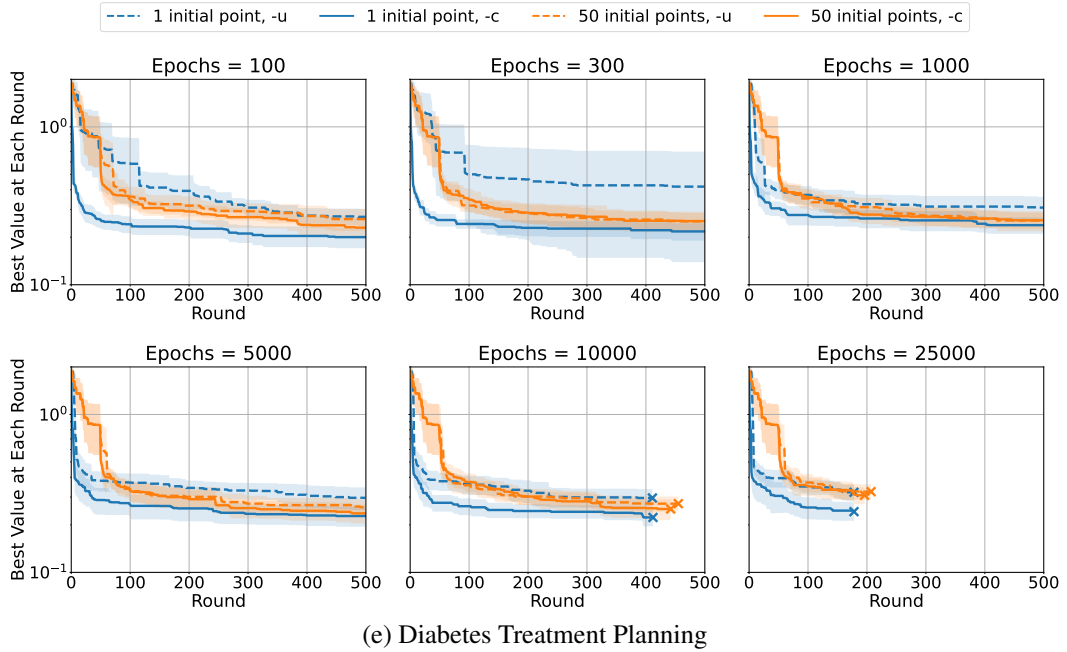 1 initial point, -u 1 initial point, -c 50 initial points, -u 50 initial points, -c
Epochs = 100 Epochs = 300 Epochs = 1000
Best Value at Each Round
10⁰
10⁻¹
0 100 200 300 400 500 0 100 200 300 400 500 0 100 200 300 400 500
Round Round Round
Epochs = 5000 Epochs = 10000 Epochs = 25000
Best Value at Each Round
10⁰
10⁻¹
0 100 200 300 400 500 0 100 200 300 400 500 0 100 200 300 400 500
Round Round Round
(e) Diabetes Treatment Planning